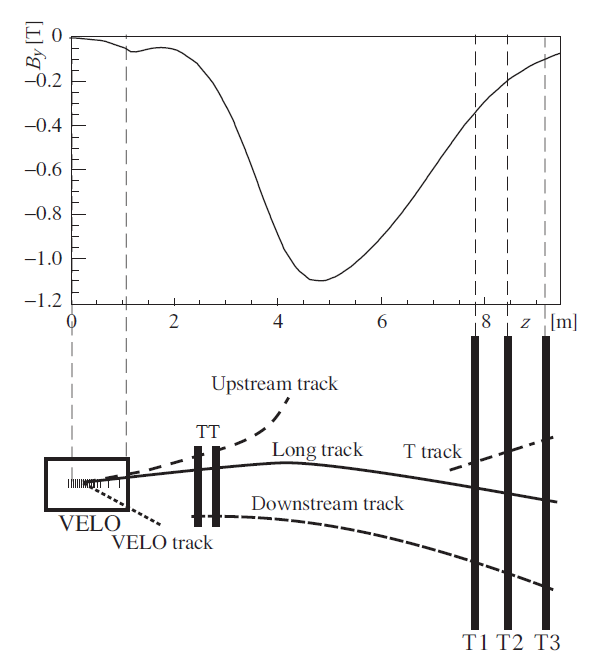 By [T]
0
−0.2
−0.4
−0.6
−0.8
−1.0
−1.2
0 2 4 6 8 z [m]
Upstream track
TT
Long track
T track
Downstream track
VELO
VELO track
T1 T2 T3